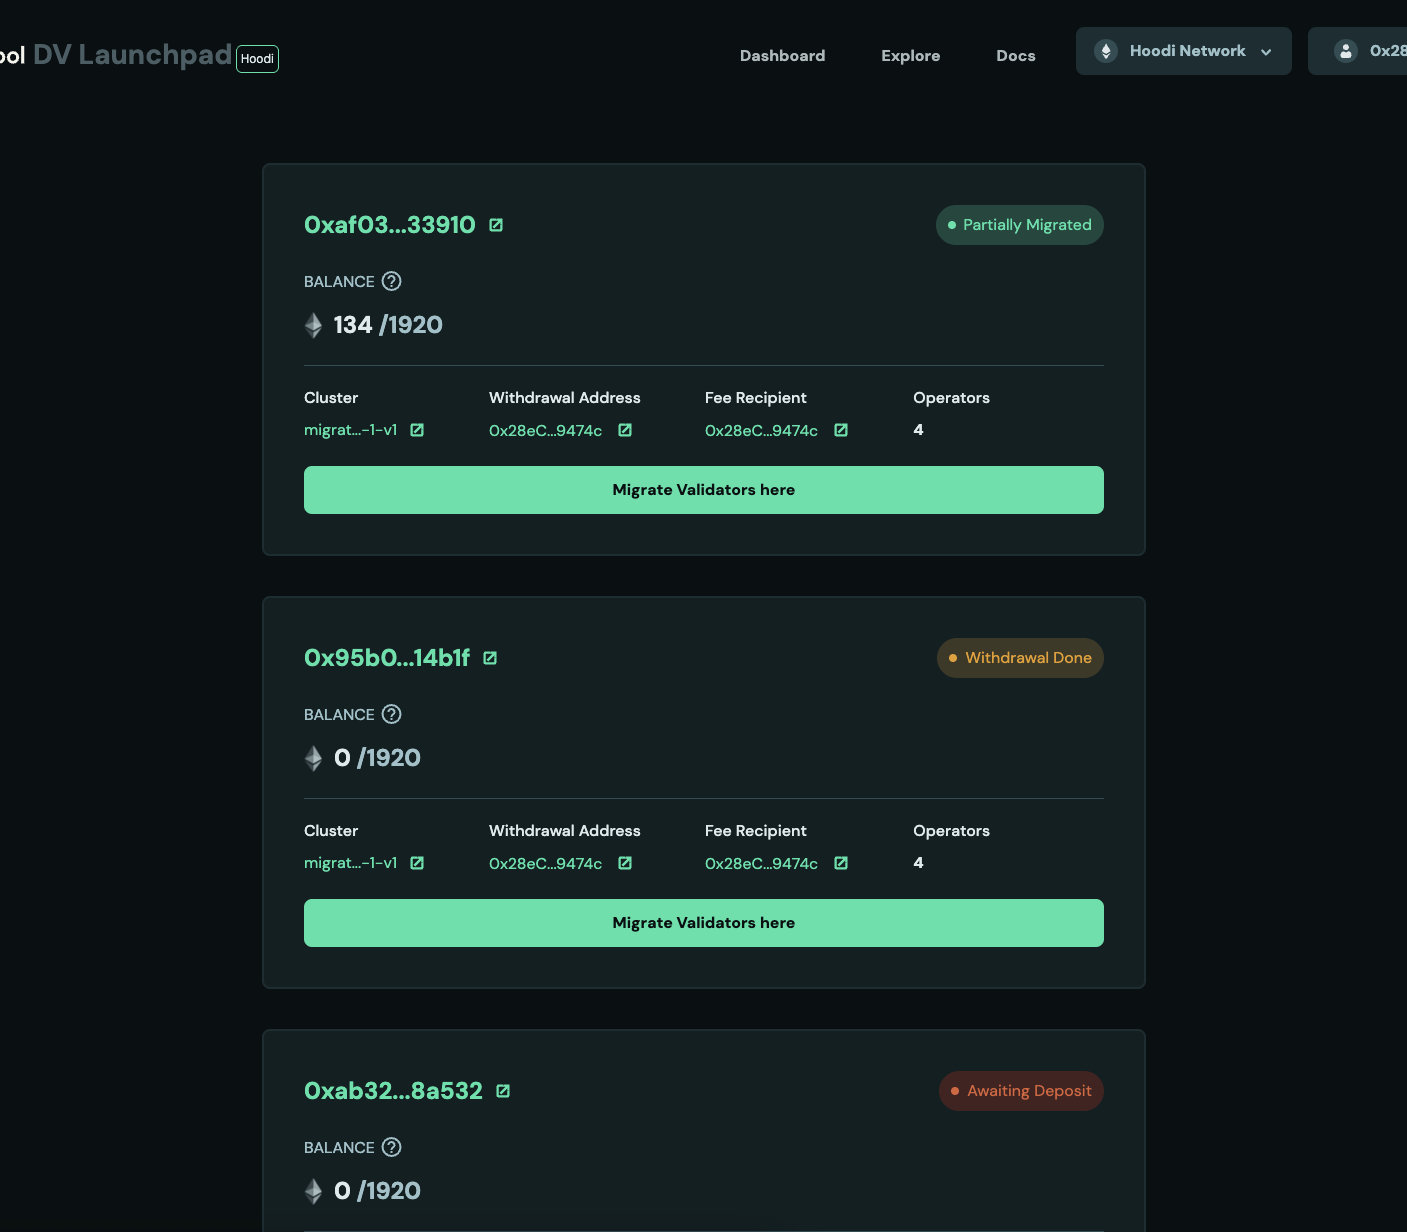 ool DV Launchpad Hoodi
Dashboard Explore Docs Hoodi Network 0x28
0xaf03...33910 Partially Migrated
BALANCE
134 /1920
Cluster Withdrawal Address Fee Recipient Operators
migrat...-1-v1 0x28eC...9474c 0x28eC...9474c 4
Migrate Validators here
0x95b0...14b1f Withdrawal Done
BALANCE
0 /1920
Cluster Withdrawal Address Fee Recipient Operators
migrat...-1-v1 0x28eC...9474c 0x28eC...9474c 4
Migrate Validators here
0xab32...8a532 Awaiting Deposit
BALANCE
0 /1920